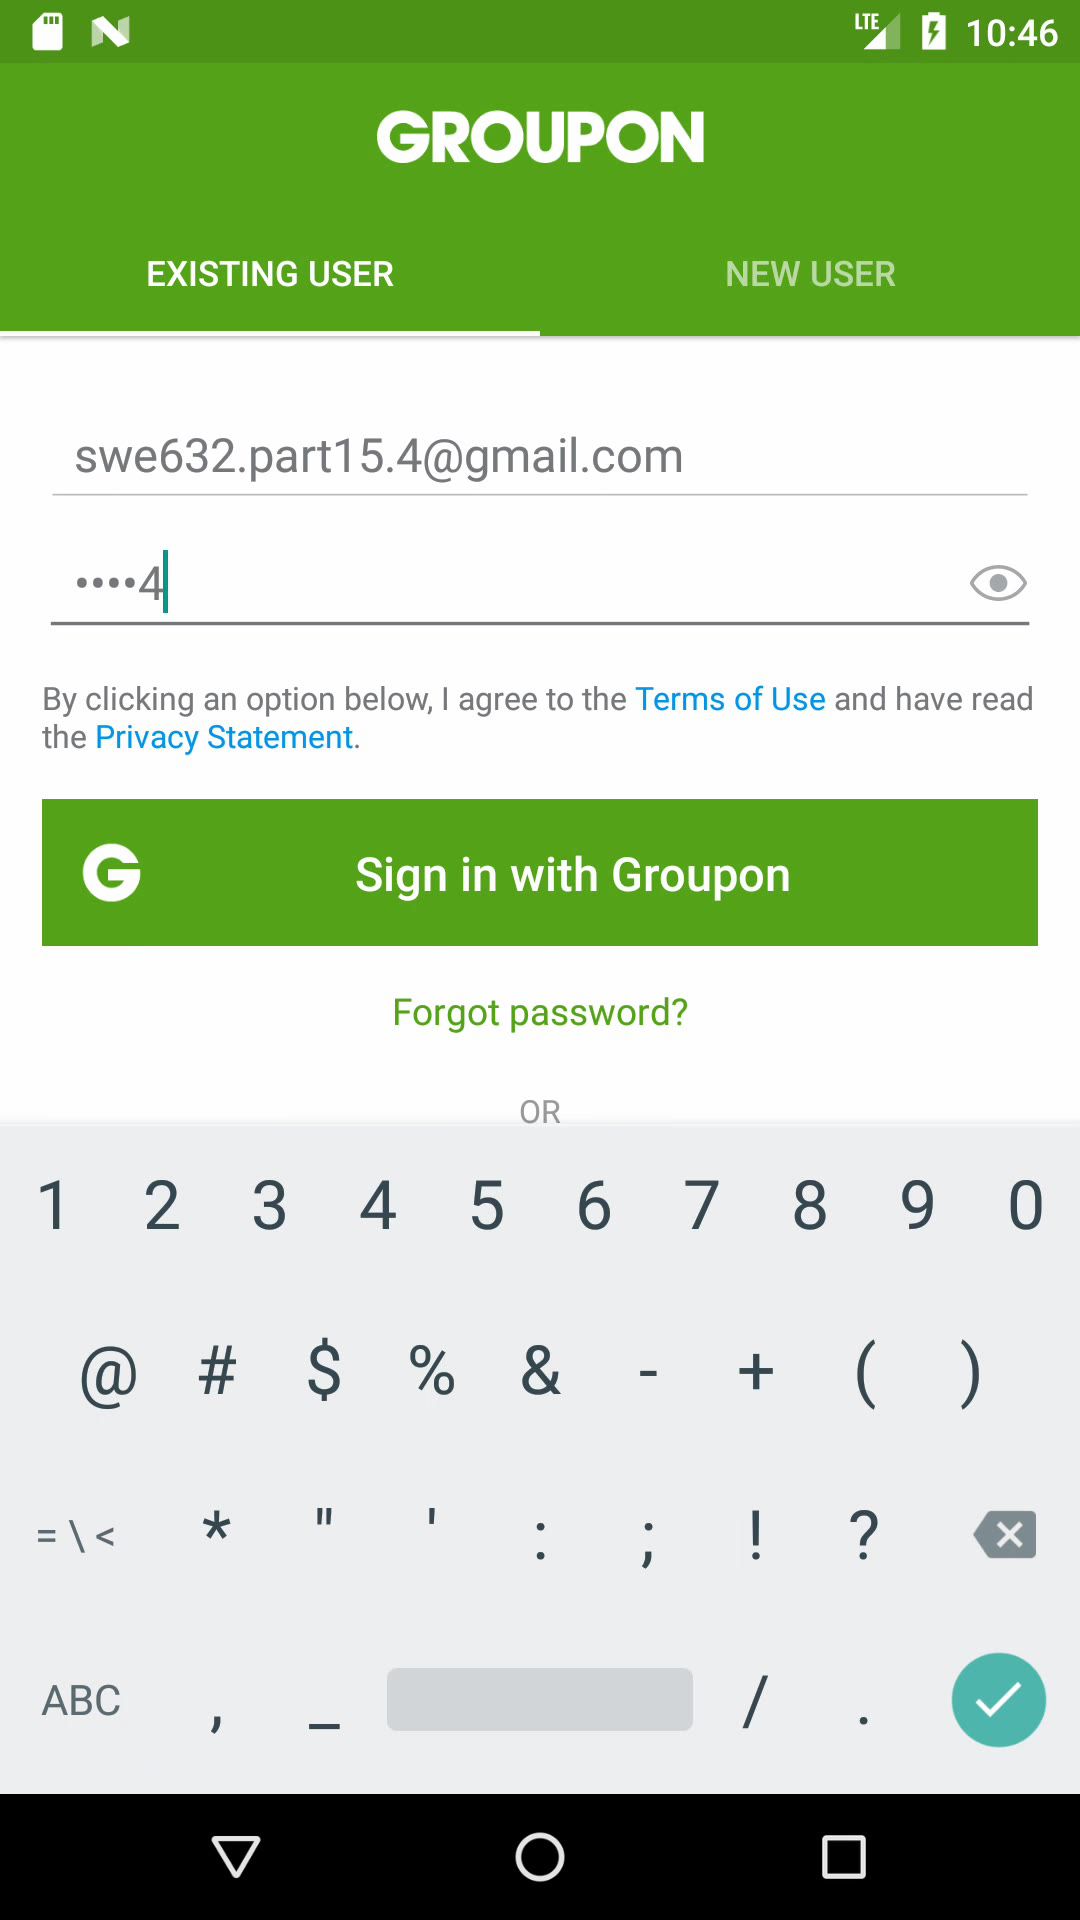 LTE 10:46
GROUPON
EXISTING USER NEW USER
swe632.part15.4@gmail.com
••••4
By clicking an option below, I agree to the Terms of Use and have read
the Privacy Statement.
G Sign in with Groupon
Forgot password?
OR
1 2 3 4 5 6 7 8 9 0
@ # $ % & - + ( )
= \ < * " ' : ; ! ?
ABC , _ / .